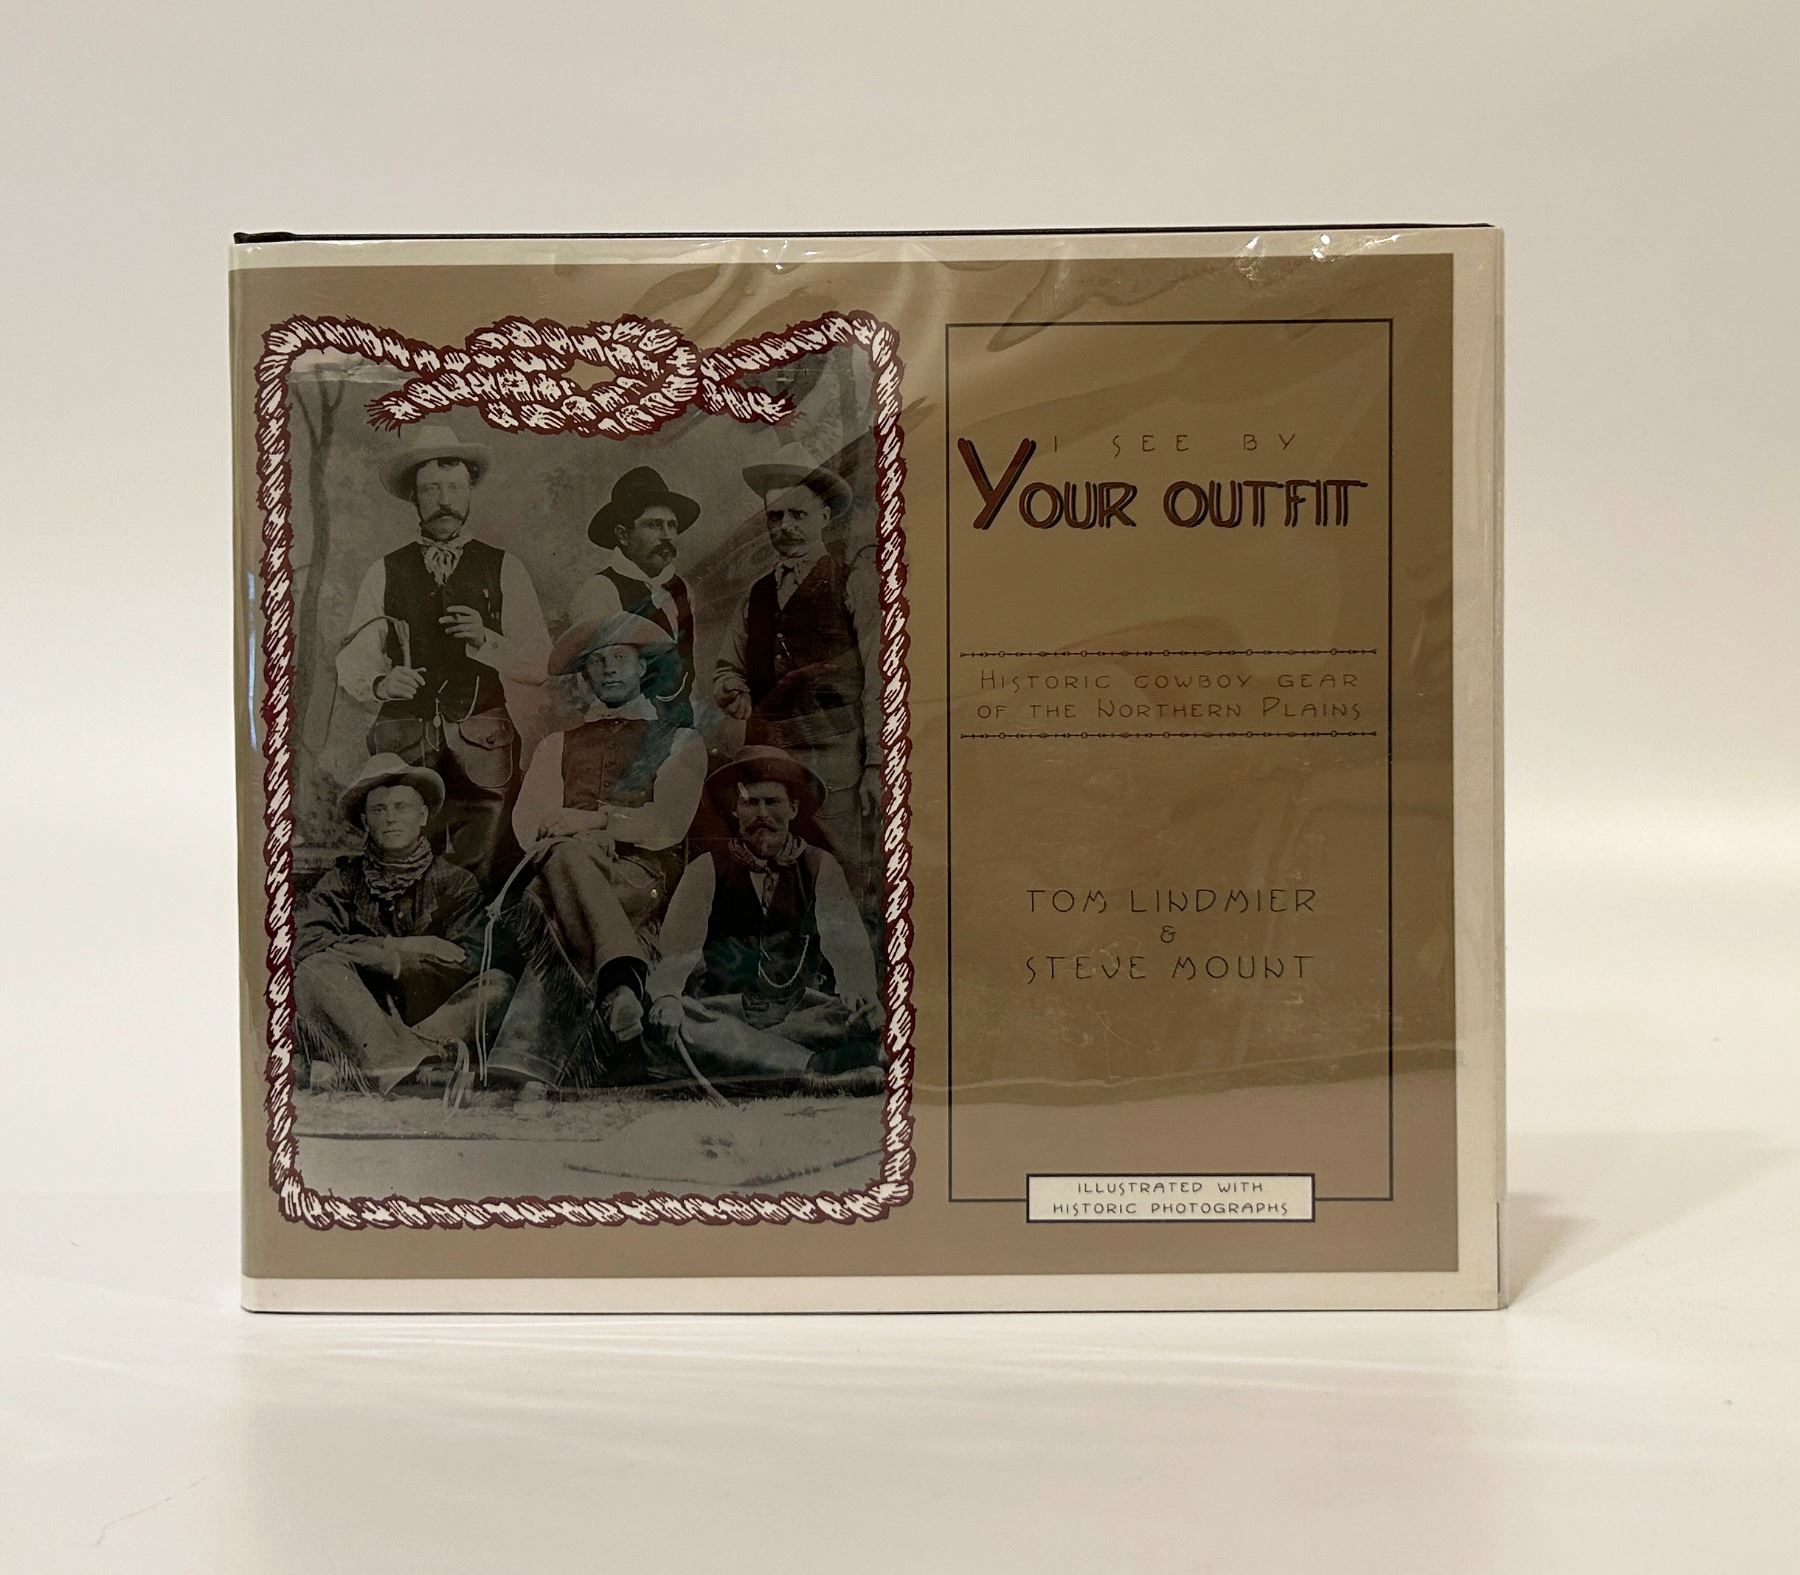 I SEE BY
YOUR OUTFIT
HISTORIC COWBOY GEAR
OF THE NORTHERN PLAINS
TOM LINDMIER
&
STEVE MOUNT
ILLUSTRATED WITH
HISTORIC PHOTOGRAPHS